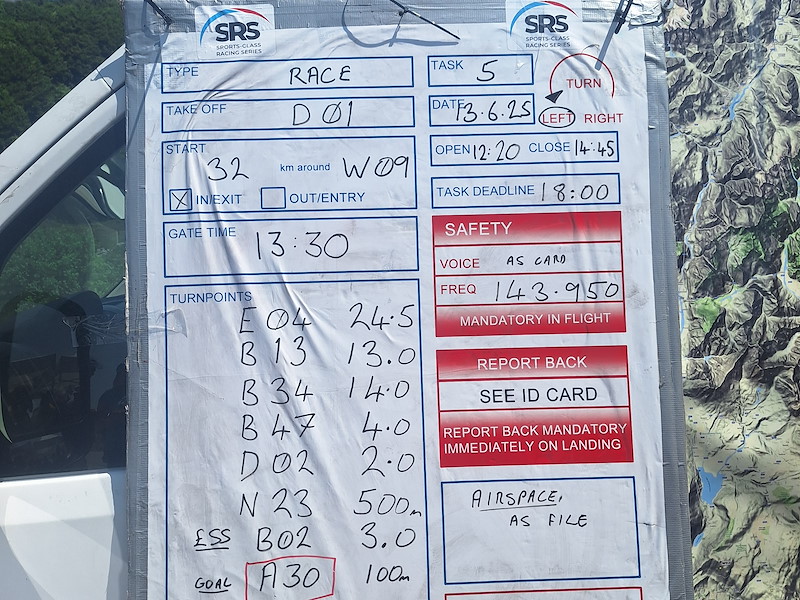 SRS
SPORTS-CLASS
RACING SERIES
SRS
SPORTS-CLASS
RACING SERIES
TYPE RACE
TASK 5
TURN
TAKE OFF D01
DATE 13.6.25
LEFT RIGHT
START 32 km around W09
X IN/EXIT OUT/ENTRY
OPEN 12:20 CLOSE 14:45
TASK DEADLINE 18:00
GATE TIME 13:30
SAFETY
VOICE AS CARD
FREQ 143.950
MANDATORY IN FLIGHT
TURNPOINTS
E04 24.5
B13 13.0
B34 14.0
B47 4.0
D02 2.0
N23 500m
ESS B02 3.0
GOAL A30 100m
REPORT BACK
SEE ID CARD
REPORT BACK MANDATORY
IMMEDIATELY ON LANDING
AIRSPACE,
AS FILE